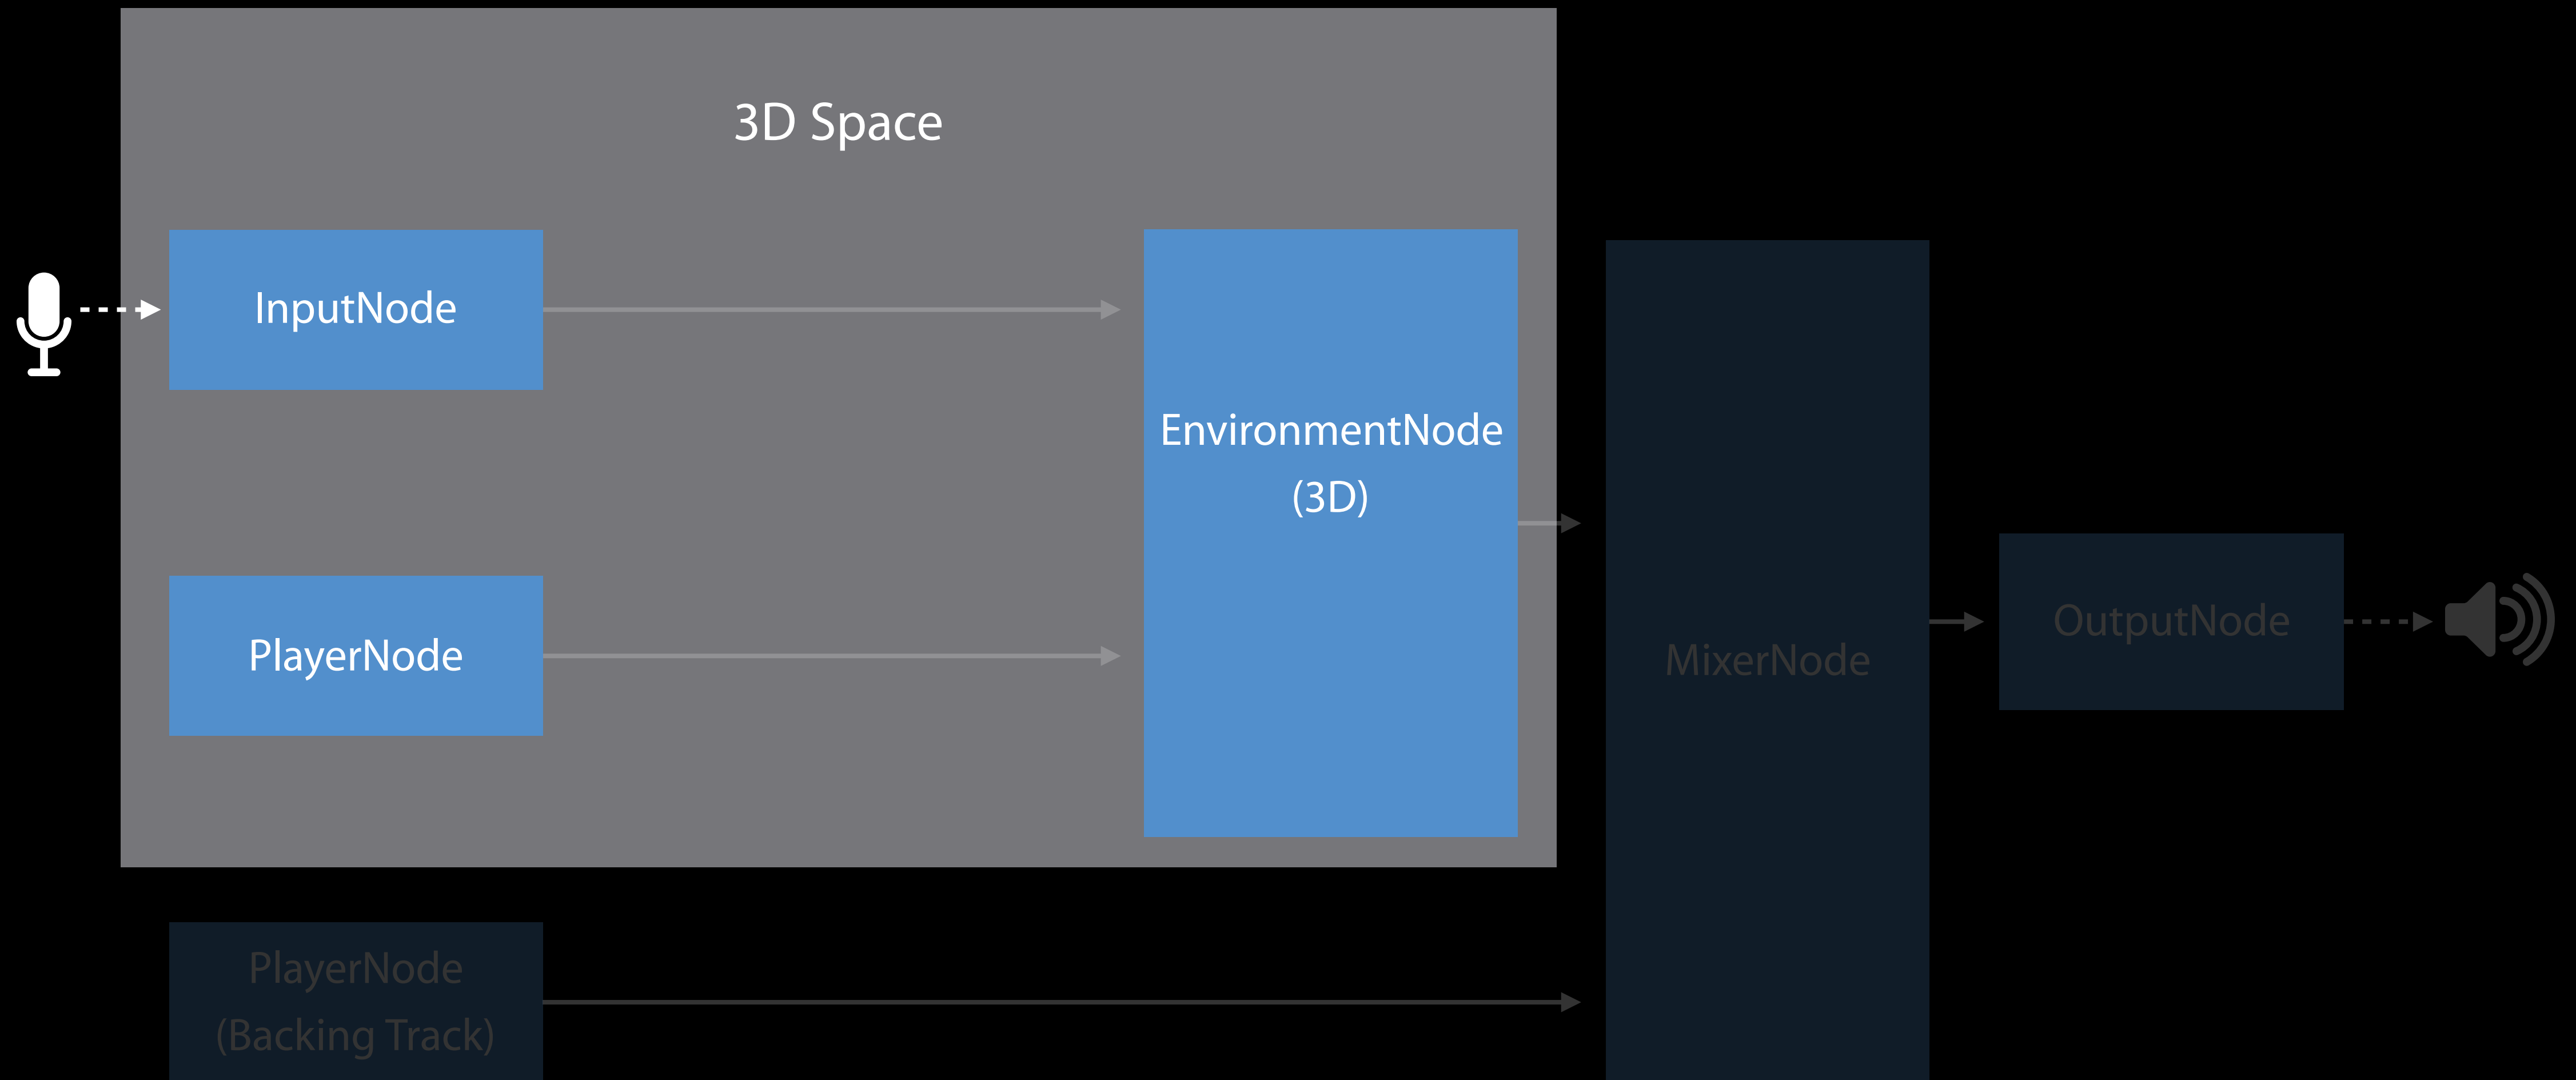 3D Space
InputNode
EnvironmentNode
(3D)
PlayerNode
MixerNode
OutputNode
PlayerNode
(Backing Track)